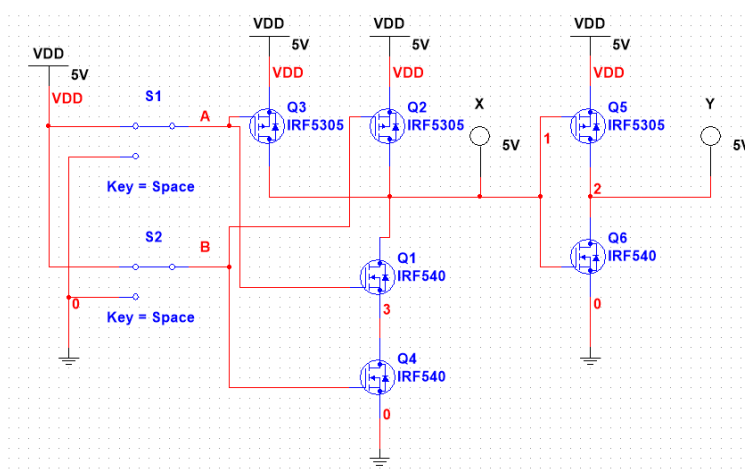 VDD
5V
VDD
S1
Key = Space
S2
Key = Space
0
A
B
VDD
5V
VDD
Q3
IRF5305
VDD
5V
VDD
Q2
IRF5305
Q1
IRF540
3
Q4
IRF540
0
X
5V
1
VDD
5V
VDD
Q5
IRF5305
2
Q6
IRF540
0
Y
5V